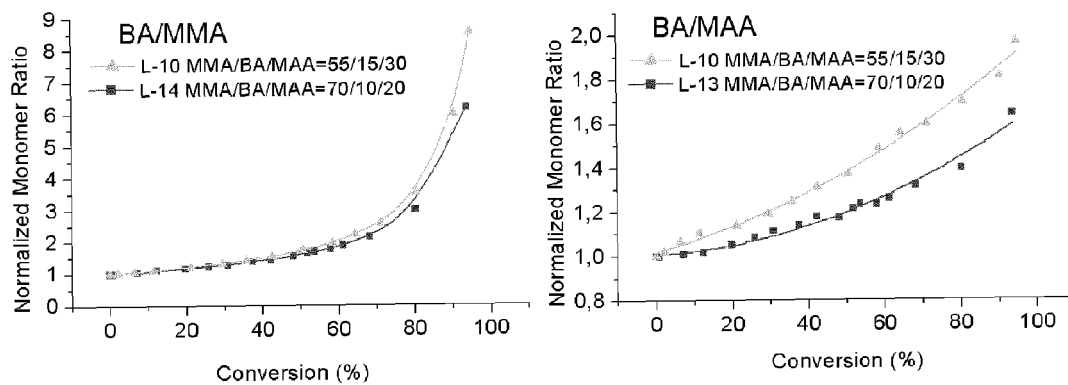 BA/MMA
L-10 MMA/BA/MAA=55/15/30
L-14 MMA/BA/MAA=70/10/20
Normalized Monomer Ratio
9
8
7
6
5
4
3
2
1
0
0 20 40 60 80 100
Conversion (%)
BA/MAA
L-10 MMA/BA/MAA=55/15/30
L-13 MMA/BA/MAA=70/10/20
Normalized Monomer Ratio
2,0
1,8
1,6
1,4
1,2
1,0
0,8
0 20 40 60 80 100
Conversion (%)